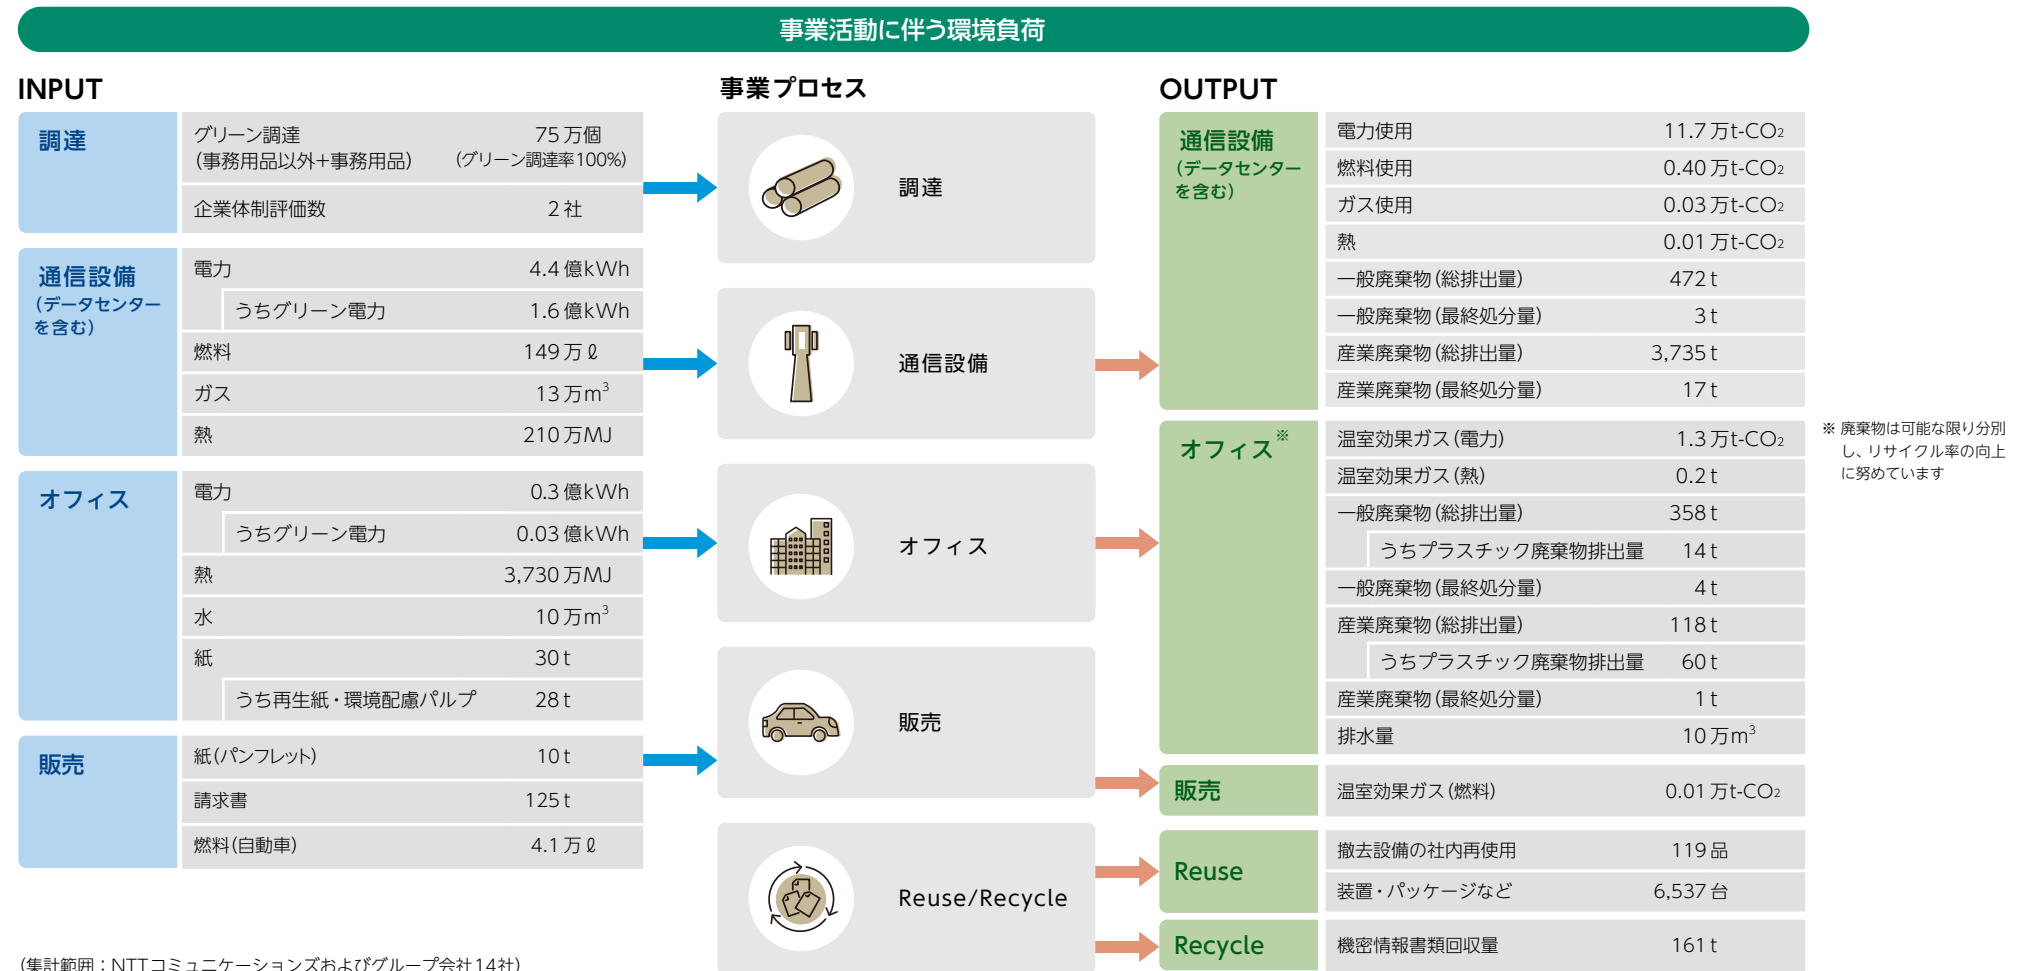 事業活動に伴う環境負荷
INPUT
調達
グリーン調達 75万個
(事務用品以外+事務用品) (グリーン調達率100%)
企業体制評価数 2社
通信設備
(データセンター
を含む)
電力 4.4億kWh
うちグリーン電力 1.6億kWh
燃料 149万ℓ
ガス 13万m³
熱 210万MJ
オフィス
電力 0.3億kWh
うちグリーン電力 0.03億kWh
熱 3,730万MJ
水 10万m³
紙 30t
うち再生紙・環境配慮パルプ 28t
販売
紙(パンフレット) 10t
請求書 125t
燃料(自動車) 4.1万ℓ
事業プロセス
調達
通信設備
オフィス
販売
Reuse/Recycle
OUTPUT
通信設備
(データセンター
を含む)
電力使用 11.7万t-CO₂
燃料使用 0.40万t-CO₂
ガス使用 0.03万t-CO₂
熱 0.01万t-CO₂
一般廃棄物(総排出量) 472t
一般廃棄物(最終処分量) 3t
産業廃棄物(総排出量) 3,735t
産業廃棄物(最終処分量) 17t
オフィス※
温室効果ガス(電力) 1.3万t-CO₂
温室効果ガス(熱) 0.2t
一般廃棄物(総排出量) 358t
うちプラスチック廃棄物排出量 14t
一般廃棄物(最終処分量) 4t
産業廃棄物(総排出量) 118t
うちプラスチック廃棄物排出量 60t
産業廃棄物(最終処分量) 1t
排水量 10万m³
販売
温室効果ガス(燃料) 0.01万t-CO₂
Reuse
撤去設備の社内再使用 119品
装置・パッケージなど 6,537台
Recycle
機密情報書類回収量 161t
※ 廃棄物は可能な限り分別
し、リサイクル率の向上
に努めています
(集計範囲:NTTコミュニケーションズおよびグループ会社14社)